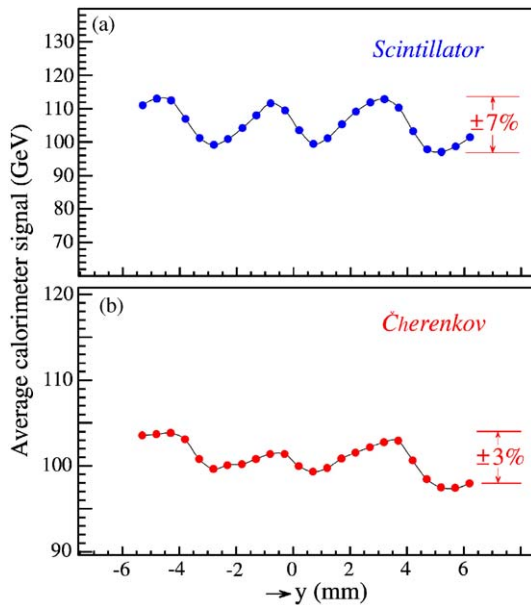 (a)
Scintillator
130
120
110
100
90
80
70
±7%
Average calorimeter signal (GeV)
(b)
Čherenkov
120
110
100
90
±3%
-6 -4 -2 0 2 4 6
→ y (mm)